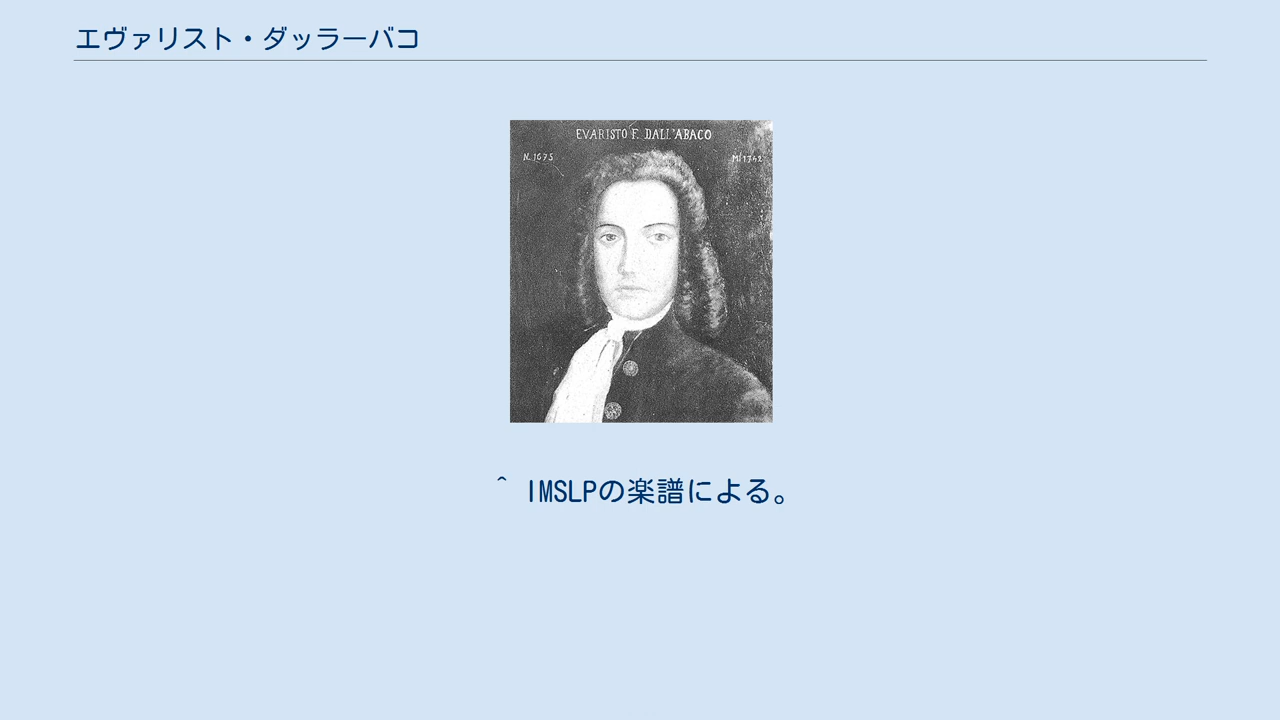 エヴァリスト・ダッラーバコ
EVARISTO F. DALL'ABACO
N. 1675
M. 1742
^ IMSLPの楽譜による。